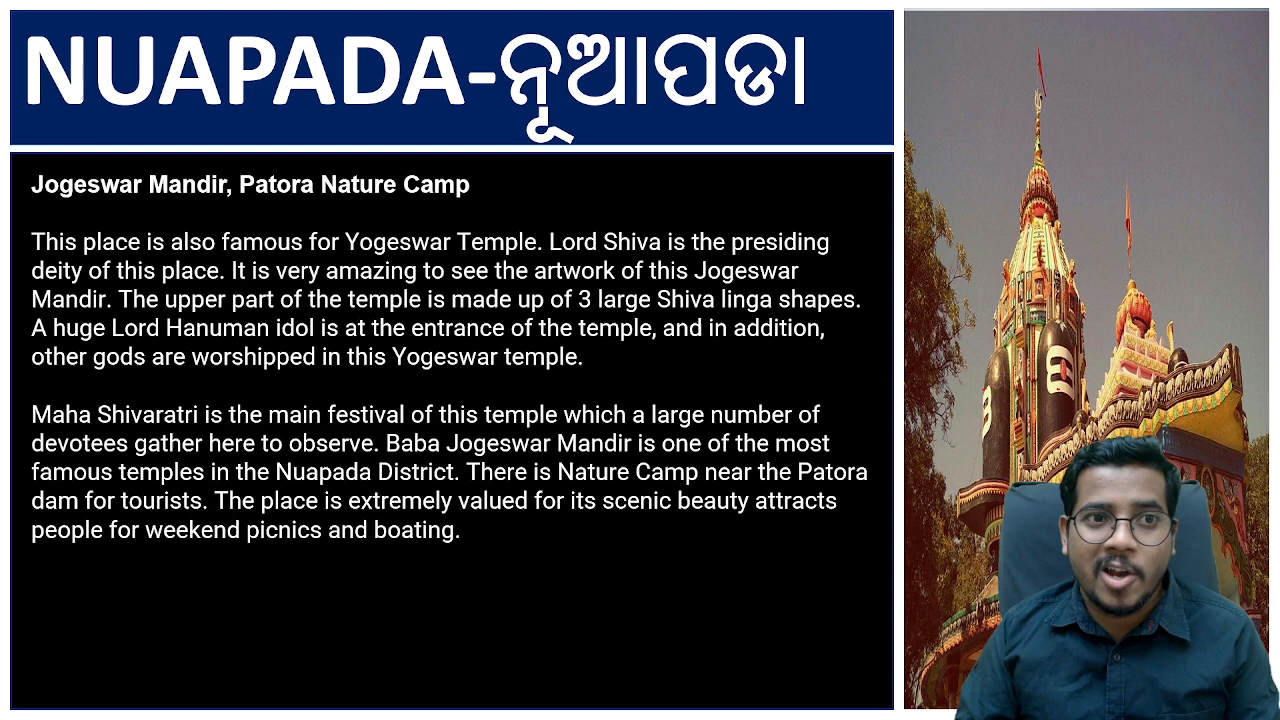 NUAPADA-ନୂଆପଡା
Jogeswar Mandir, Patora Nature Camp
This place is also famous for Yogeswar Temple. Lord Shiva is the presiding
deity of this place. It is very amazing to see the artwork of this Jogeswar
Mandir. The upper part of the temple is made up of 3 large Shiva linga shapes.
A huge Lord Hanuman idol is at the entrance of the temple, and in addition,
other gods are worshipped in this Yogeswar temple.
Maha Shivaratri is the main festival of this temple which a large number of
devotees gather here to observe. Baba Jogeswar Mandir is one of the most
famous temples in the Nuapada District. There is Nature Camp near the Patora
dam for tourists. The place is extremely valued for its scenic beauty attracts
people for weekend picnics and boating.